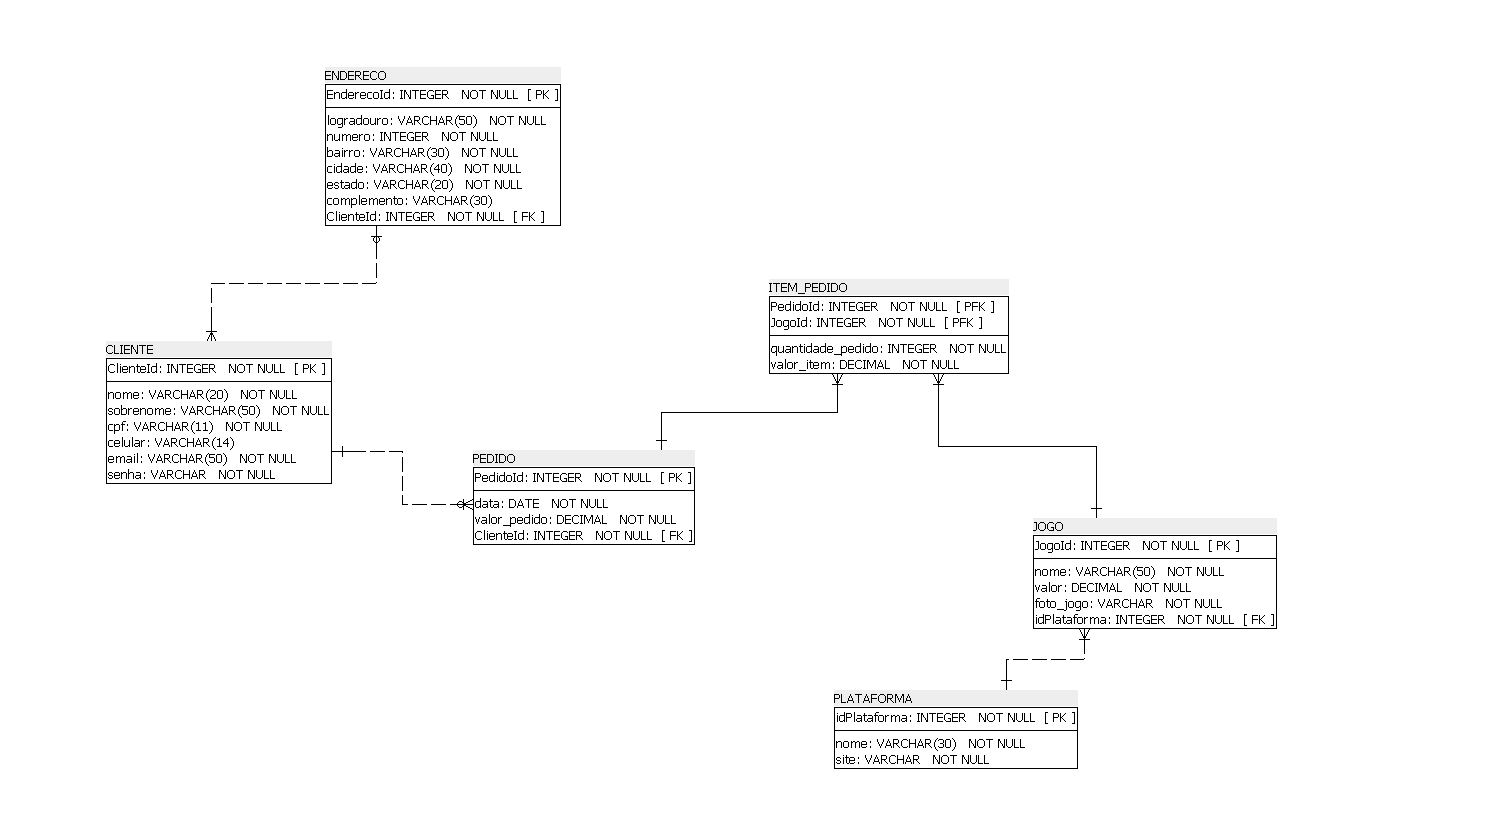 ENDERECO
EnderecoId: INTEGER NOT NULL [ PK ]
logradouro: VARCHAR(50) NOT NULL
numero: INTEGER NOT NULL
bairro: VARCHAR(30) NOT NULL
cidade: VARCHAR(40) NOT NULL
estado: VARCHAR(20) NOT NULL
complemento: VARCHAR(30)
ClienteId: INTEGER NOT NULL [ FK ]
CLIENTE
ClienteId: INTEGER NOT NULL [ PK ]
nome: VARCHAR(20) NOT NULL
sobrenome: VARCHAR(50) NOT NULL
cpf: VARCHAR(11) NOT NULL
celular: VARCHAR(14)
email: VARCHAR(50) NOT NULL
senha: VARCHAR NOT NULL
ITEM_PEDIDO
PedidoId: INTEGER NOT NULL [ PFK ]
JogoId: INTEGER NOT NULL [ PFK ]
quantidade_pedido: INTEGER NOT NULL
valor_item: DECIMAL NOT NULL
PEDIDO
PedidoId: INTEGER NOT NULL [ PK ]
data: DATE NOT NULL
valor_pedido: DECIMAL NOT NULL
ClienteId: INTEGER NOT NULL [ FK ]
JOGO
JogoId: INTEGER NOT NULL [ PK ]
nome: VARCHAR(50) NOT NULL
valor: DECIMAL NOT NULL
foto_jogo: VARCHAR NOT NULL
idPlataforma: INTEGER NOT NULL [ FK ]
PLATAFORMA
idPlataforma: INTEGER NOT NULL [ PK ]
nome: VARCHAR(30) NOT NULL
site: VARCHAR NOT NULL